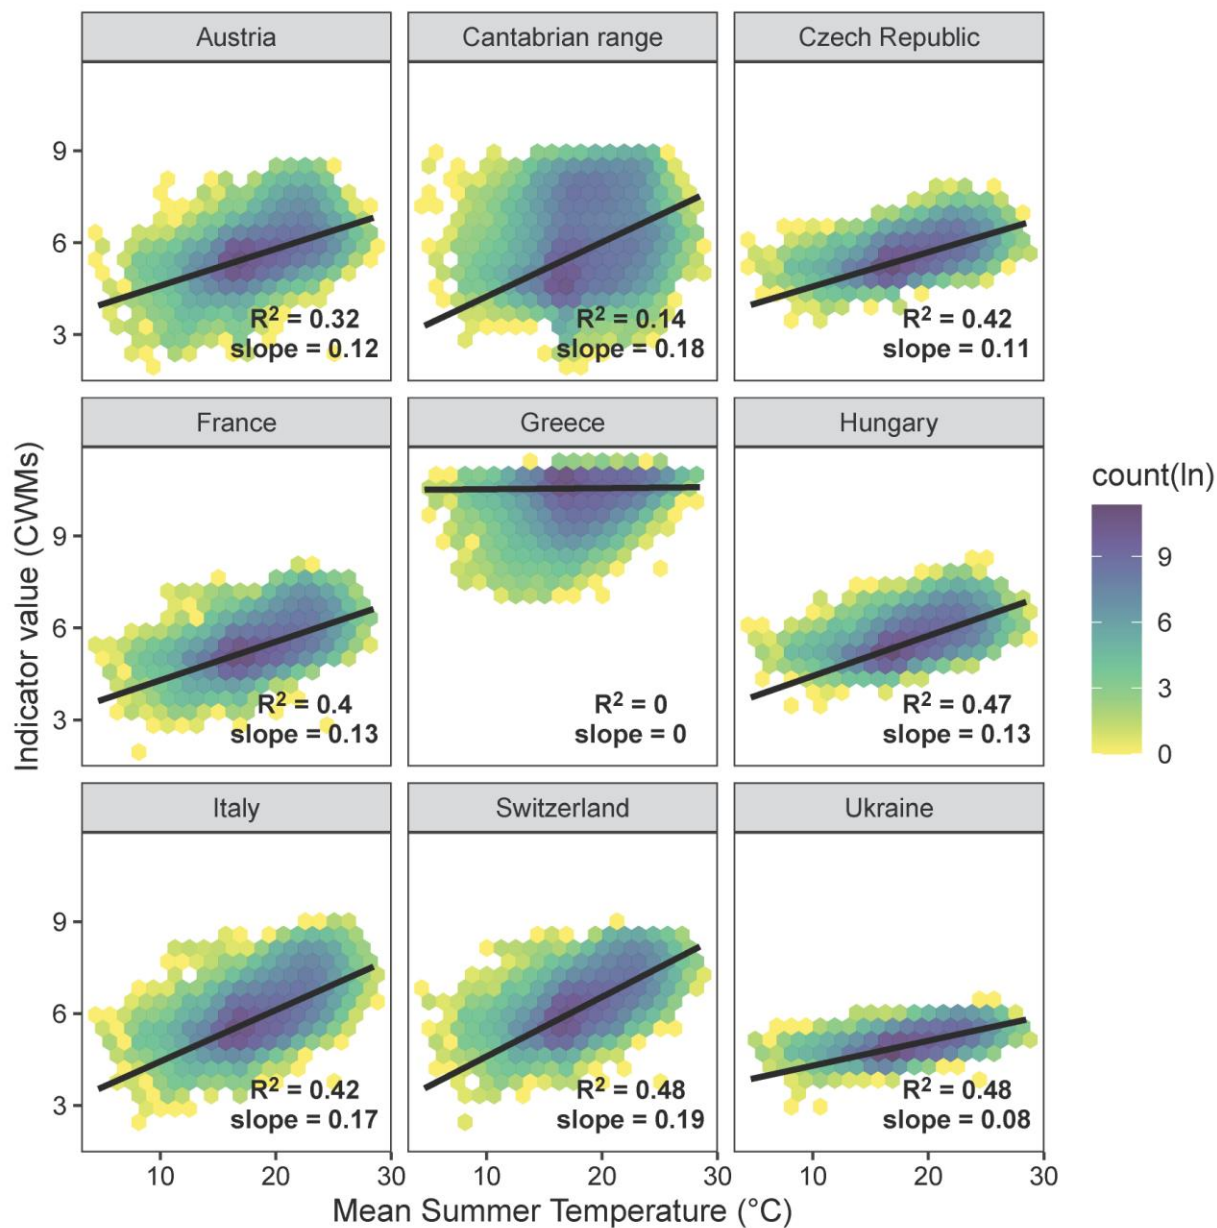 Austria
Cantabrian range
Czech Republic
9
6
3
R² = 0.32
slope = 0.12
R² = 0.14
slope = 0.18
R² = 0.42
slope = 0.11
France
Greece
Hungary
9
6
3
R² = 0.4
slope = 0.13
R² = 0
slope = 0
R² = 0.47
slope = 0.13
Indicator value (CWMs)
count(ln)
9
6
3
0
Italy
Switzerland
Ukraine
9
6
3
R² = 0.42
slope = 0.17
R² = 0.48
slope = 0.19
R² = 0.48
slope = 0.08
10 20 30
10 20 30
10 20 30
Mean Summer Temperature (°C)